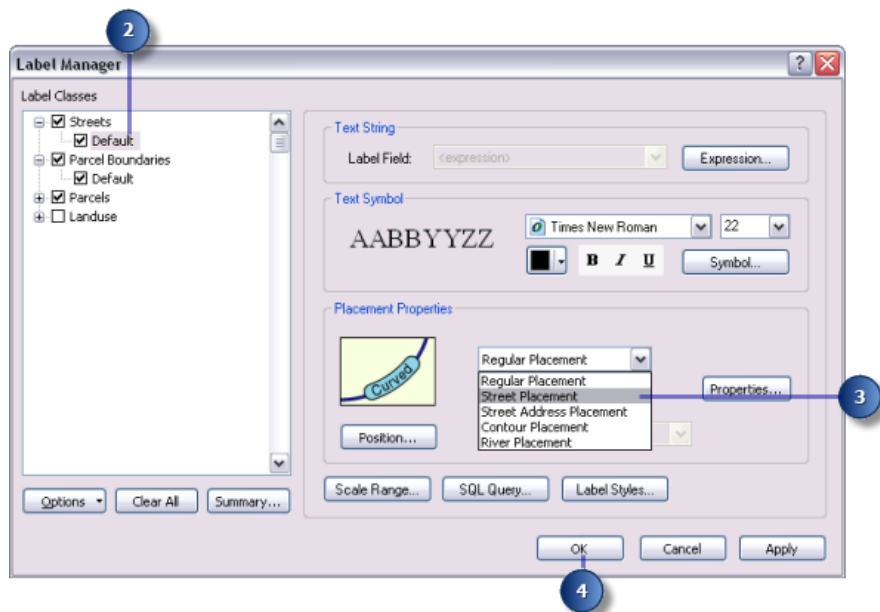 2
Label Manager
?
Label Classes
Streets
Default
Parcel Boundaries
Default
Parcels
Landuse
Options
Clear All
Summary...
Text String
Label Field:
<expression>
Expression...
Text Symbol
AABBYYZZ
Times New Roman
22
B I U
Symbol...
Placement Properties
Curved
Regular Placement
Regular Placement
Street Placement
Street Address Placement
Contour Placement
River Placement
Properties...
3
Position...
Scale Range...
SQL Query...
Label Styles...
OK
Cancel
Apply
4